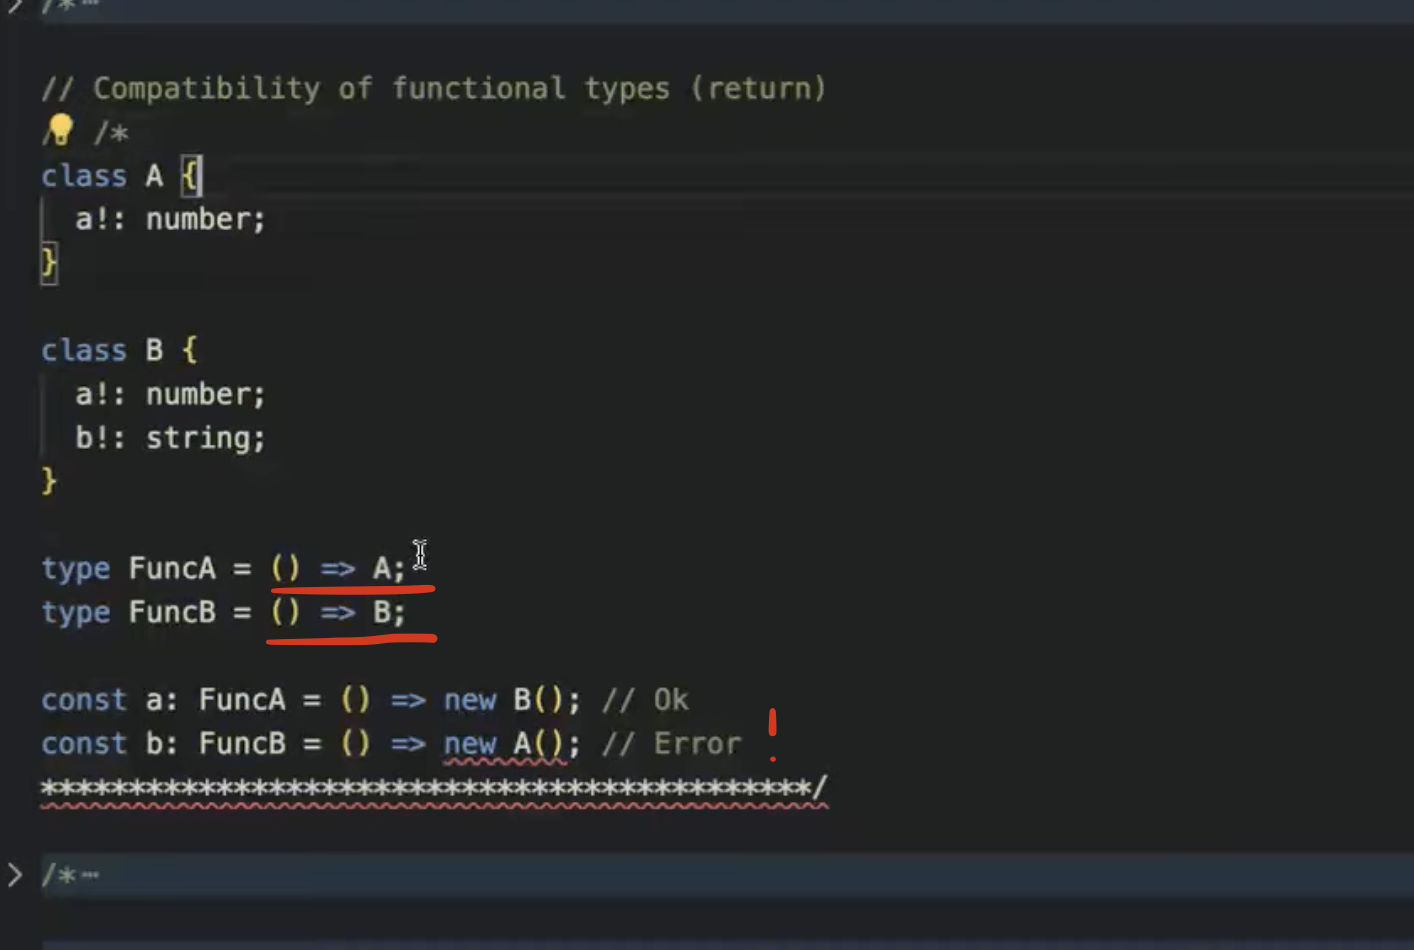 /*…
// Compatibility of functional types (return)
/ /*
class A {
a!: number;
}
class B {
a!: number;
b!: string;
}
type FuncA = () => A;
type FuncB = () => B;
const a: FuncA = () => new B(); // Ok
const b: FuncB = () => new A(); // Error !
********************************************/
/*…